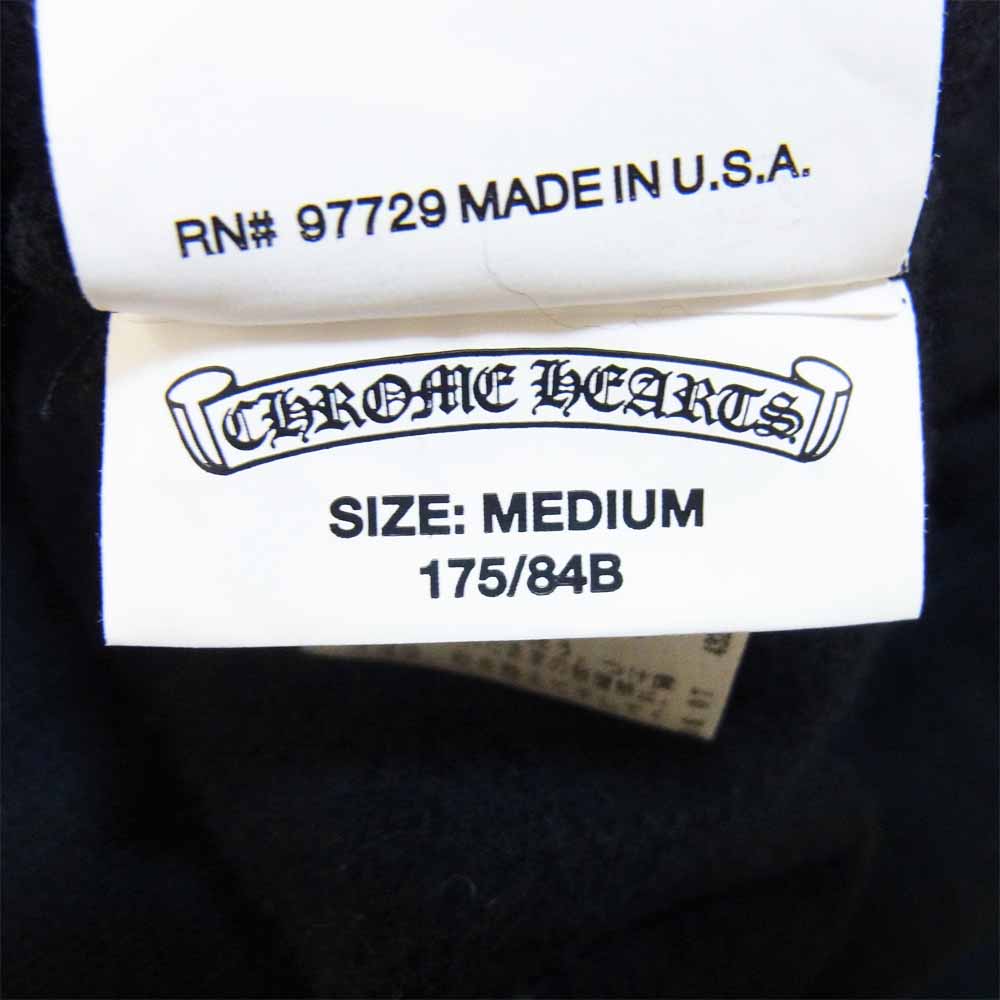 RN# 97729 MADE IN U.S.A.
CHROME HEARTS
SIZE: MEDIUM
175/84B